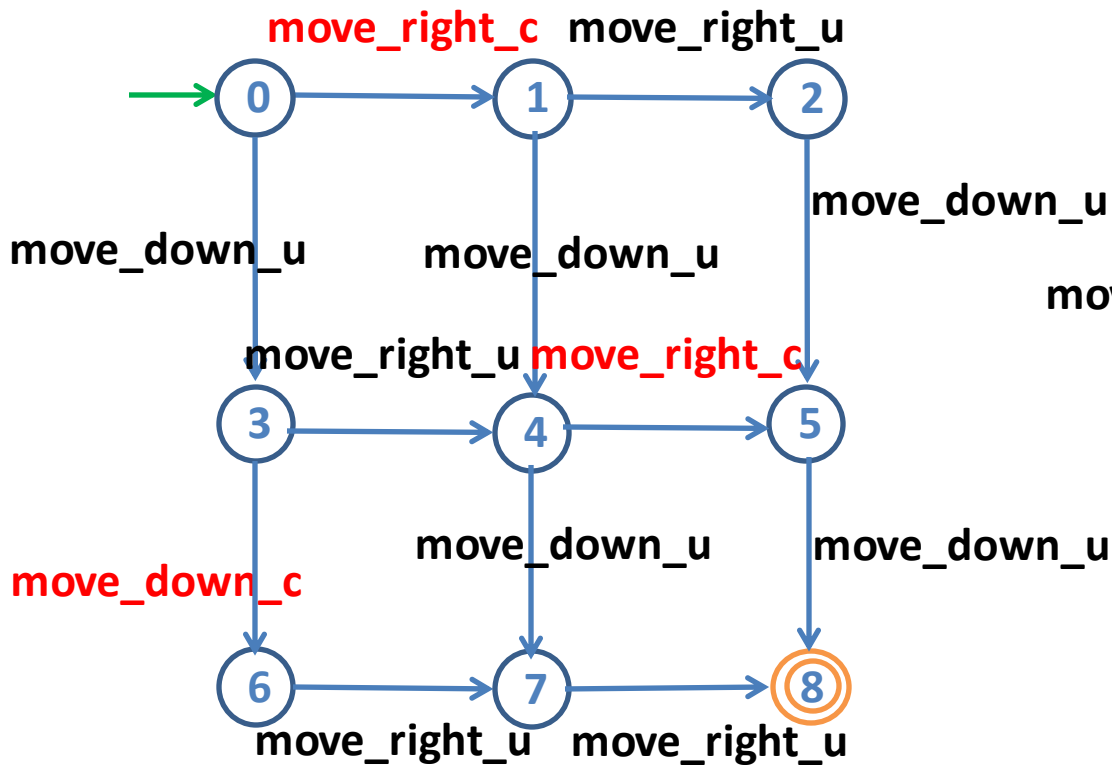 move_right_c move_right_u
0 1 2
move_down_u
move_down_u move_down_u
mov
move_right_u move_right_c
3 4 5
move_down_u move_down_u
move_down_c
6 7 8
move_right_u move_right_u